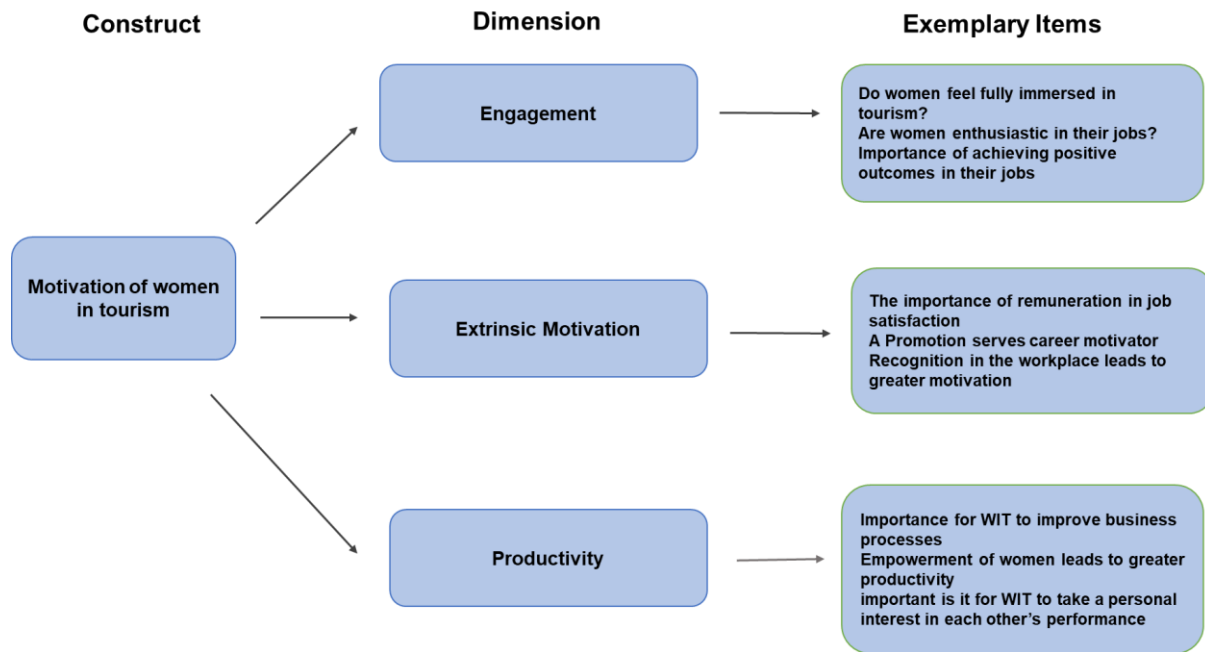 Construct
Dimension
Exemplary Items
Motivation of women
in tourism
Engagement
Do women feel fully immersed in
tourism?
Are women enthusiastic in their jobs?
Importance of achieving positive
outcomes in their jobs
Extrinsic Motivation
The importance of remuneration in job
satisfaction
A Promotion serves career motivator
Recognition in the workplace leads to
greater motivation
Productivity
Importance for WIT to improve business
processes
Empowerment of women leads to greater
productivity
important is it for WIT to take a personal
interest in each other’s performance